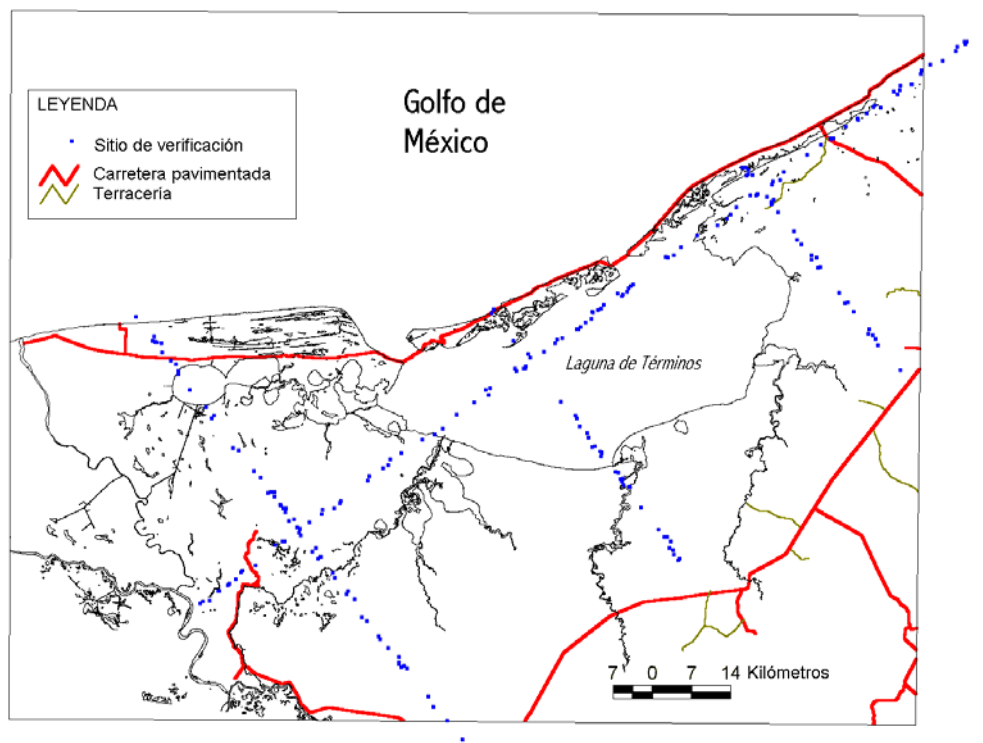 Golfo de
México
LEYENDA
Sitio de verificación
Carretera pavimentada
Terracería
Laguna de Términos
7 0 7 14 Kilómetros